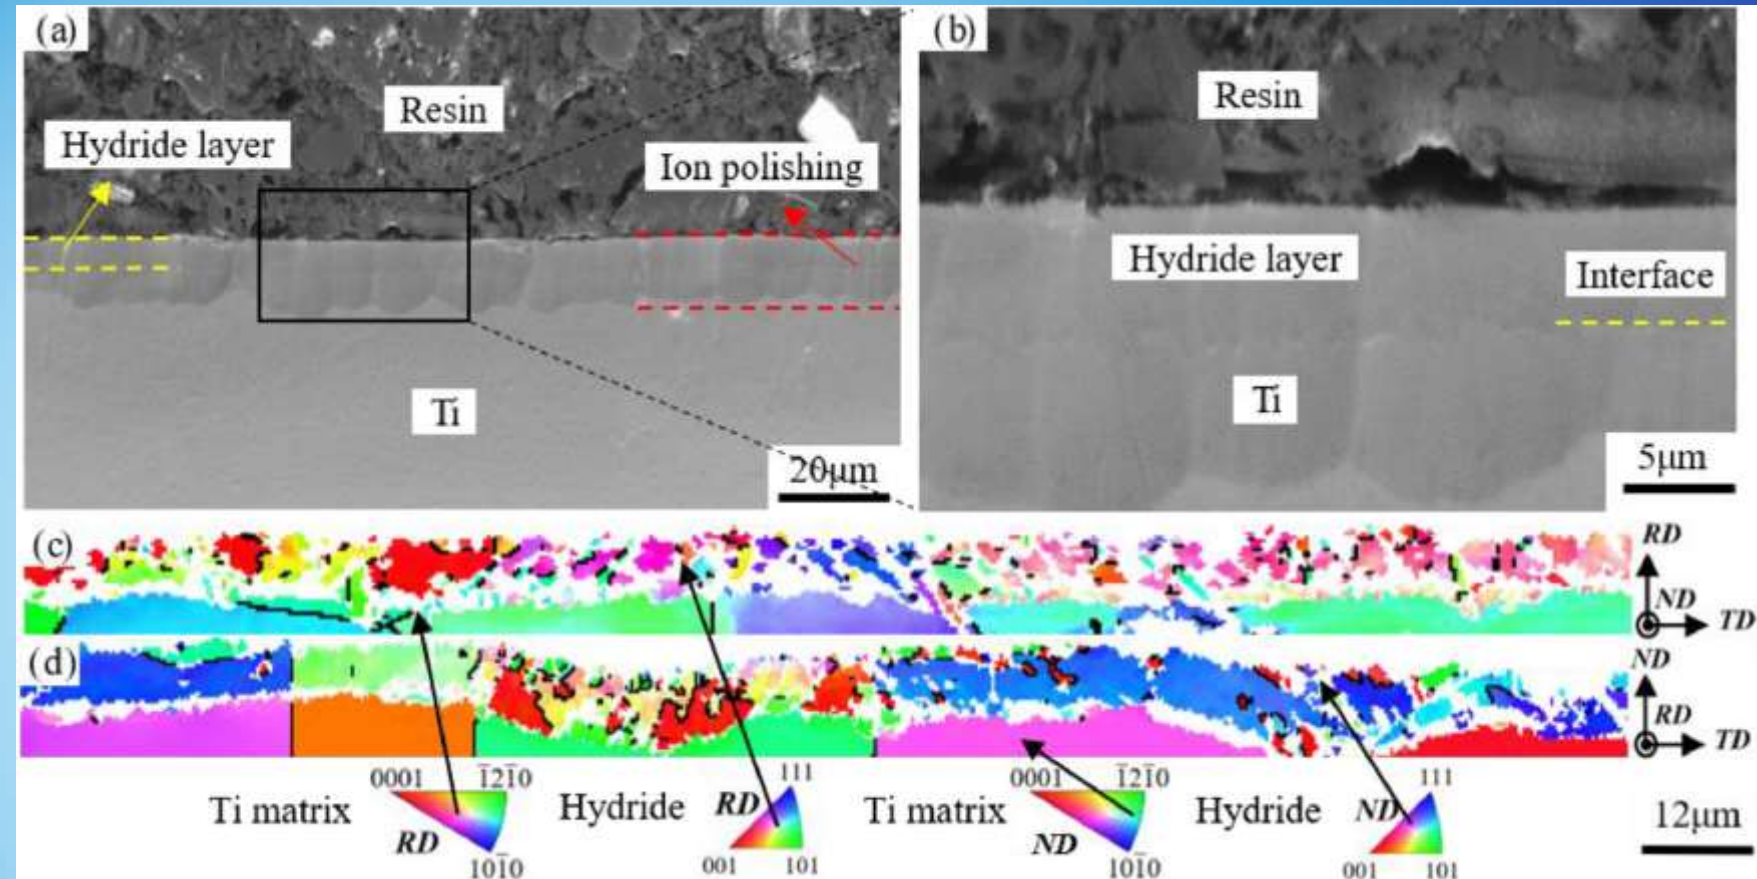 (a)
Resin
Hydride layer
Ion polishing
Ti
20μm
(b)
Resin
Hydride layer
Interface
Ti
5μm
(c)
RD
ND
TD
(d)
ND
RD
TD
Ti matrix
0001
1̄21̄0
RD
101̄0
Hydride
RD
111
001
101
Ti matrix
0001
1̄21̄0
ND
101̄0
Hydride
ND
111
001
101
12μm